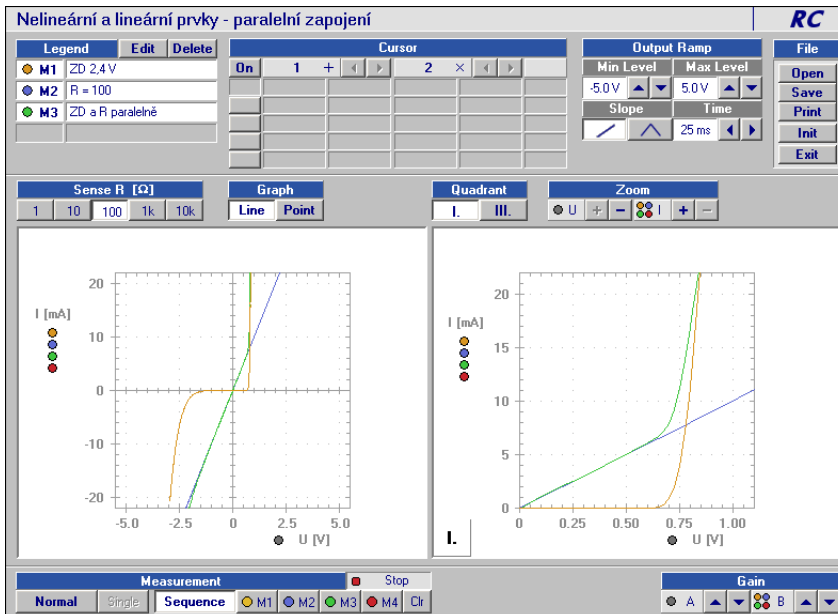 Nelineární a lineární prvky - paralelní zapojení
RC
Legend Edit Delete
M1 ZD 2,4 V
M2 R = 100
M3 ZD a R paralelně
Cursor
On 1 + 2 ×
Output Ramp
Min Level Max Level
-5.0 V 5.0 V
Slope Time
25 ms
File
Open
Save
Print
Init
Exit
Sense R [Ω]
1 10 100 1k 10k
Graph
Line Point
Quadrant
I. III.
Zoom
U + − I + −
I [mA]
20
10
0
-10
-20
-5.0 -2.5 0 2.5 5.0
U [V]
I [mA]
20
15
10
5
0
0 0.25 0.50 0.75 1.00
I. U [V]
Measurement Stop
Normal Single Sequence M1 M2 M3 M4 Clr
Gain
A B